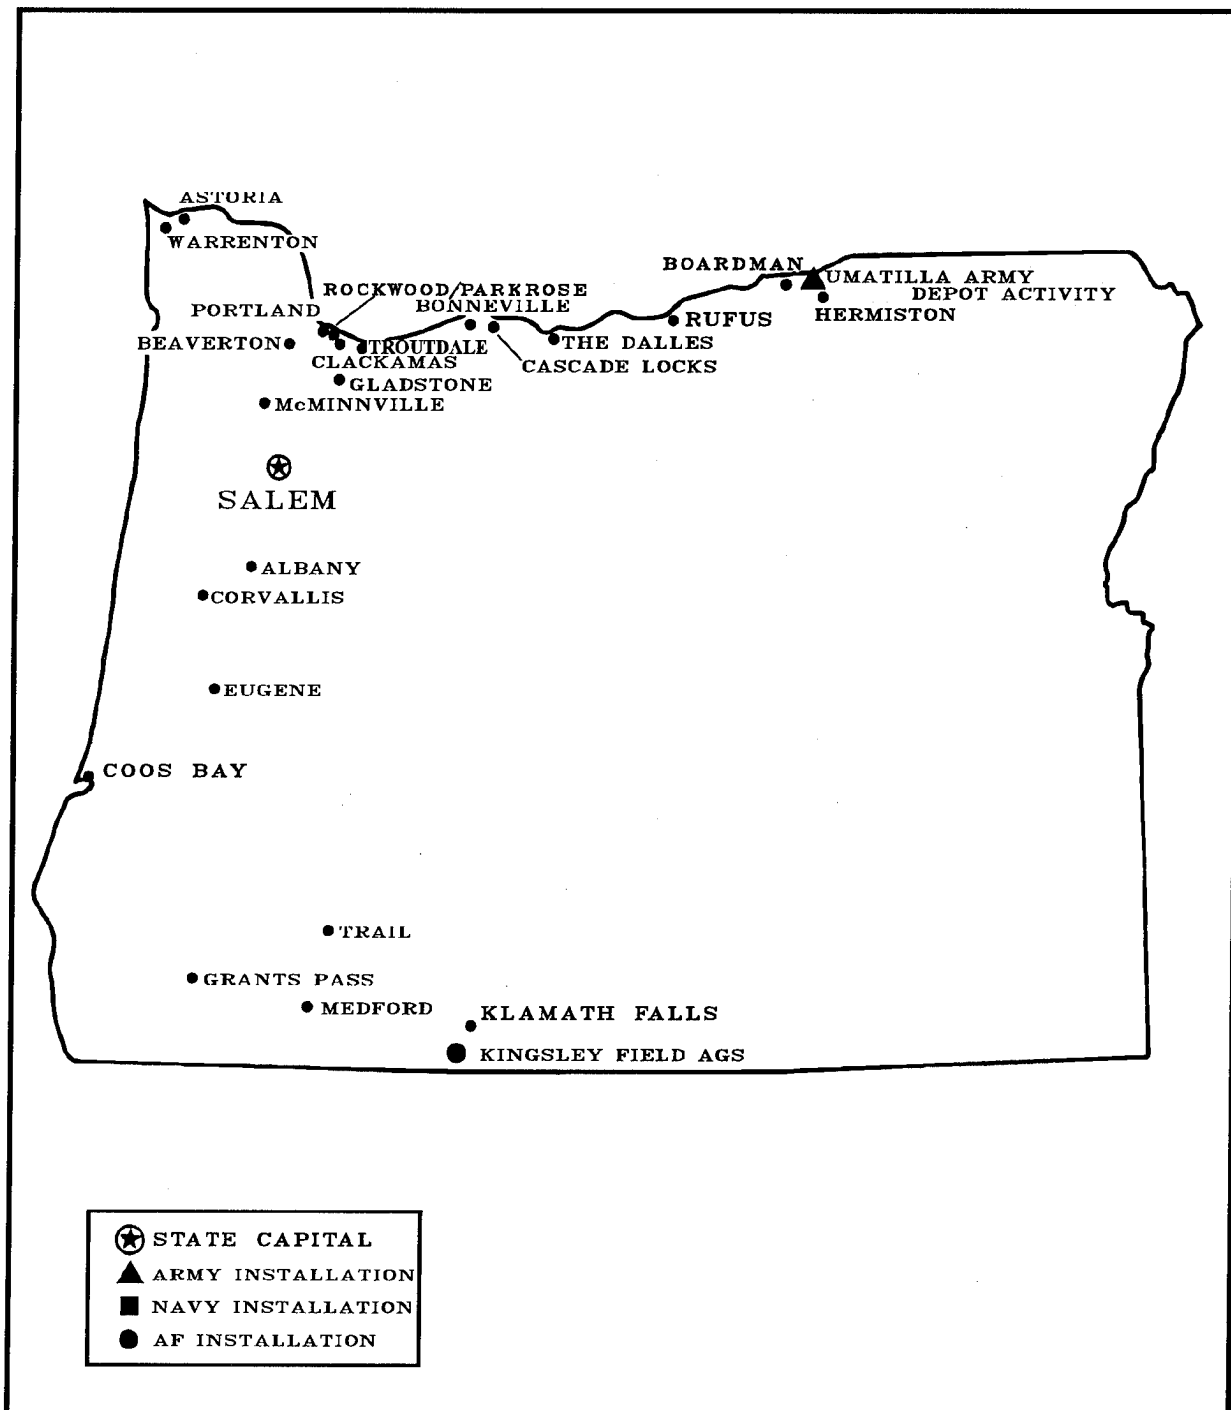 ASTORIA
WARRENTON
BOARDMAN
UMATILLA ARMY
DEPOT ACTIVITY
ROCKWOOD/PARKROSE
BONNEVILLE
PORTLAND
HERMISTON
RUFUS
BEAVERTON
TROUTDALE
THE DALLES
CLACKAMAS
CASCADE LOCKS
GLADSTONE
McMINNVILLE
SALEM
ALBANY
CORVALLIS
EUGENE
COOS BAY
TRAIL
GRANTS PASS
MEDFORD
KLAMATH FALLS
KINGSLEY FIELD AGS
STATE CAPITAL
ARMY INSTALLATION
NAVY INSTALLATION
AF INSTALLATION